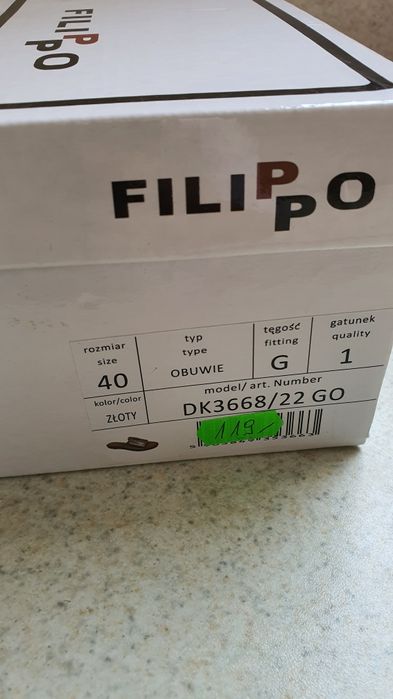 FILIPPO
FILIPPO
rozmiar
size
40
typ
type
OBUWIE
tęgość
fitting
G
gatunek
quality
1
kolor/color
ZŁOTY
model/ art. Number
DK3668/22 GO
119/